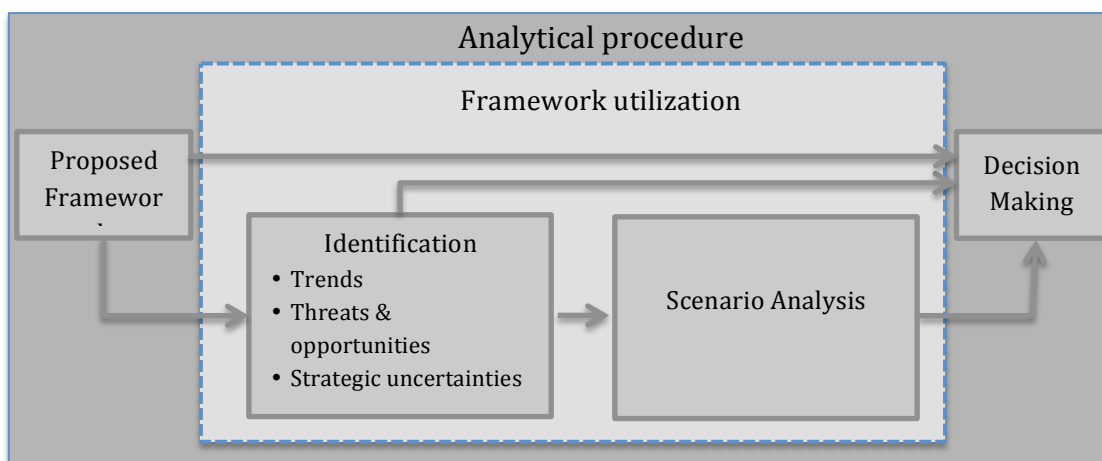 Analytical procedure
Framework utilization
Proposed
Framewor
Decision
Making
Identification
• Trends
• Threats &
opportunities
• Strategic uncertainties
Scenario Analysis